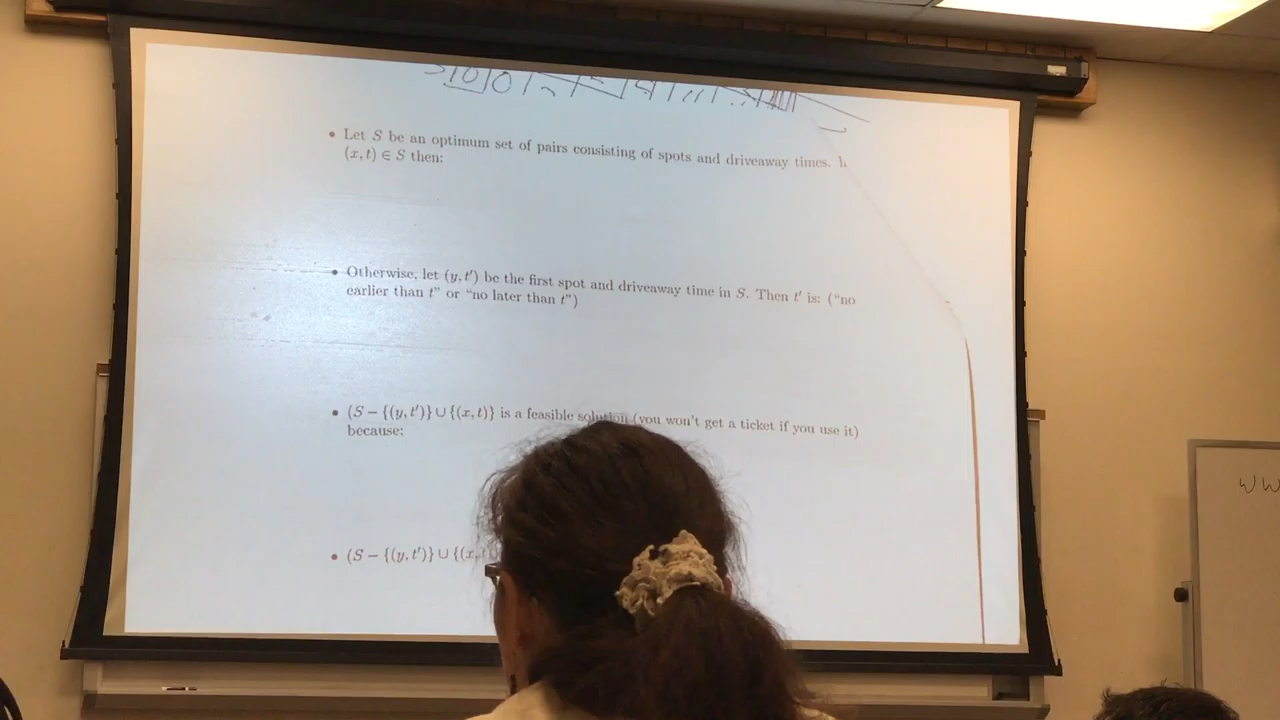 • Let S be an optimum set of pairs consisting of spots and driveaway times.
(x, t) ∈ S then:
• Otherwise, let (y, t′) be the first spot and driveaway time in S. Then t′ is: (“no
earlier than t” or “no later than t”)
• (S − {(y, t′)} ∪ {(x, t)} is a feasible solution (you won't get a ticket if you use it)
because:
• (S − {(y, t′)} ∪ {(x, t